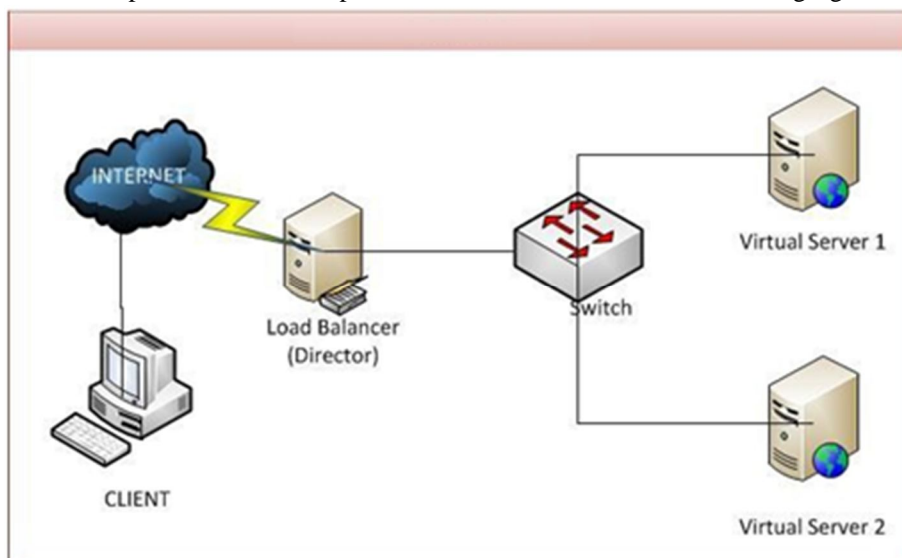 INTERNET
Load Balancer
(Director)
CLIENT
Switch
Virtual Server 1
Virtual Server 2